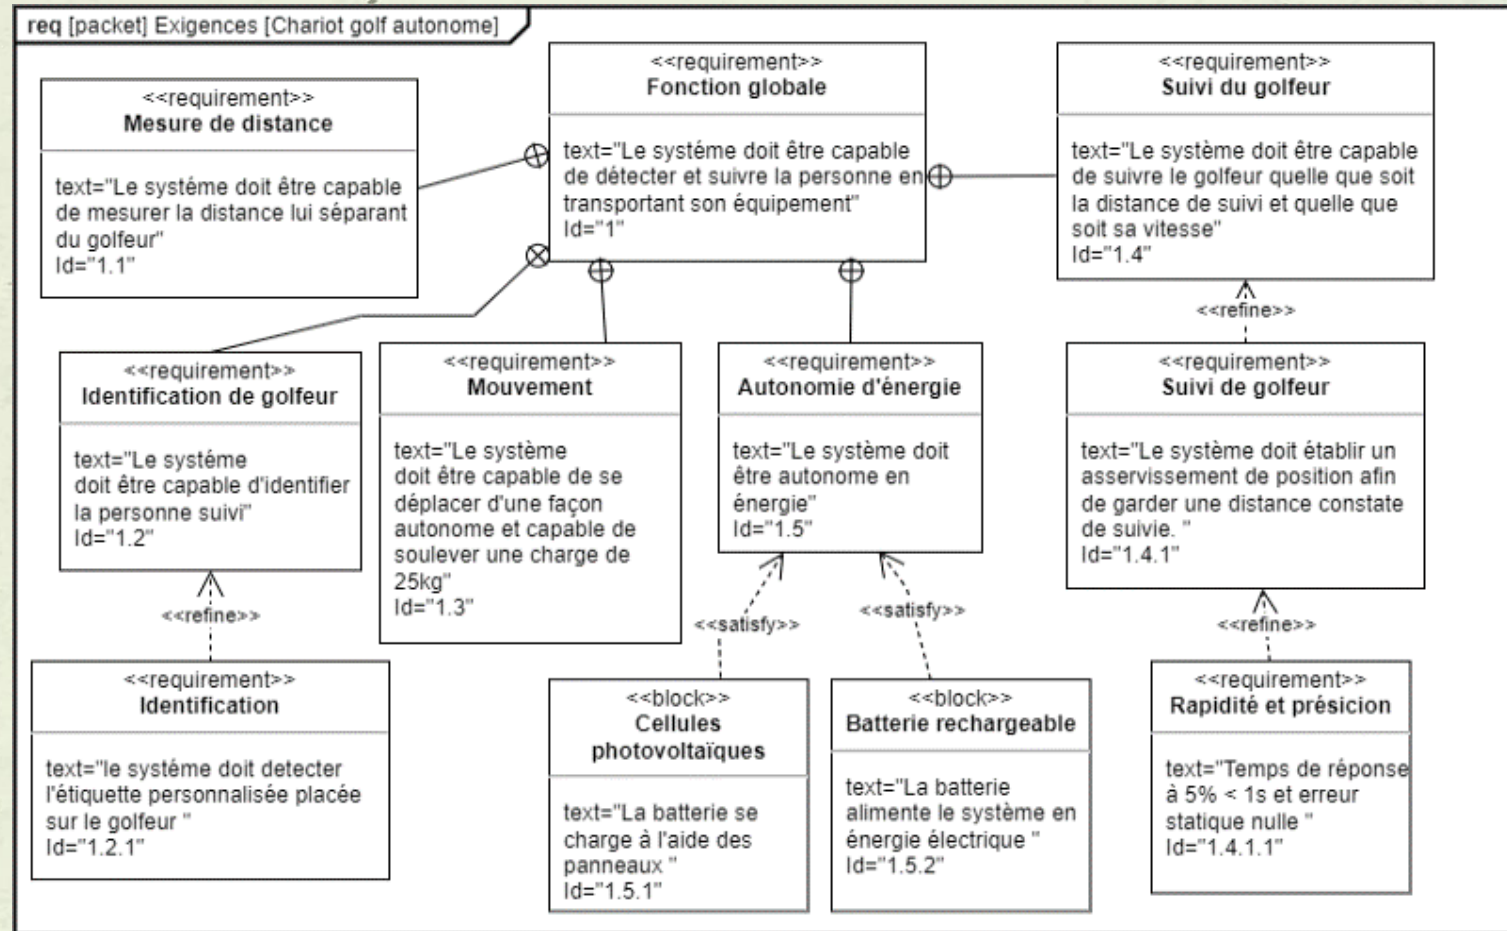 req [packet] Exigences [Chariot golf autonome]
<<requirement>>
Mesure de distance
text="Le systéme doit être capable
de mesurer la distance lui séparant
du golfeur"
Id="1.1"
<<requirement>>
Fonction globale
text="Le systéme doit être capable
de détecter et suivre la personne en
transportant son équipement"
Id="1"
<<requirement>>
Suivi du golfeur
text="Le système doit être capable
de suivre le golfeur quelle que soit
la distance de suivi et quelle que
soit sa vitesse"
Id="1.4"
<<refine>>
<<requirement>>
Identification de golfeur
text="Le systéme
doit être capable d'identifier
la personne suivi"
Id="1.2"
<<refine>>
<<requirement>>
Mouvement
text="Le système
doit être capable de se
déplacer d'une façon
autonome et capable de
soulever une charge de
25kg"
Id="1.3"
<<requirement>>
Autonomie d'énergie
text="Le système doit
être autonome en
énergie"
Id="1.5"
<<satisfy>>
<<satisfy>>
<<requirement>>
Suivi de golfeur
text="Le système doit établir un
asservissement de position afin
de garder une distance constate
de suivie. "
Id="1.4.1"
<<refine>>
<<requirement>>
Identification
text="le systéme doit detecter
l'étiquette personnalisée placée
sur le golfeur "
Id="1.2.1"
<<block>>
Cellules
photovoltaïques
text="La batterie se
charge à l'aide des
panneaux "
Id="1.5.1"
<<block>>
Batterie rechargeable
text="La batterie
alimente le système en
énergie électrique "
Id="1.5.2"
<<requirement>>
Rapidité et présicion
text="Temps de réponse
à 5% < 1s et erreur
statique nulle "
Id="1.4.1.1"